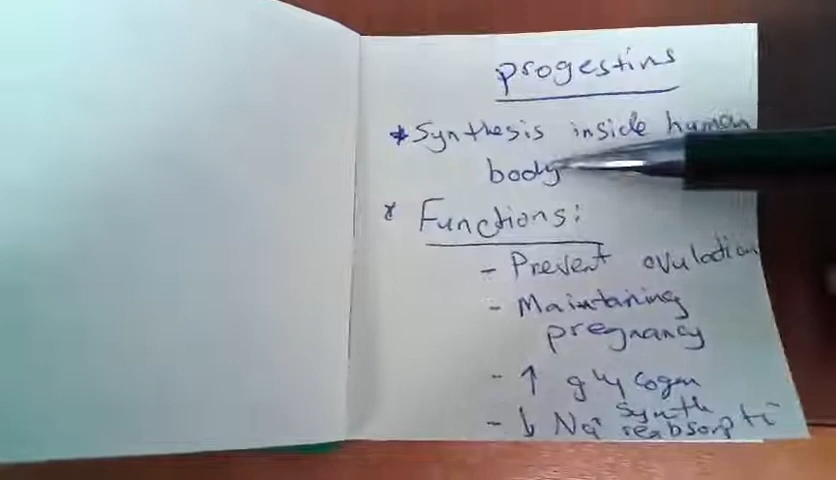 progestins
* Synthesis inside human
body
* Functions:
- Prevent ovulation
- Maintaining
pregnancy
- ↑ glycogen
synth
- ↓ Na+ reabsorpti